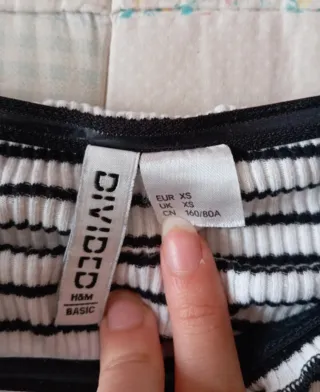 DIVIDED
H&M
BASIC
EUR XS
UK XS
CN 160/80A